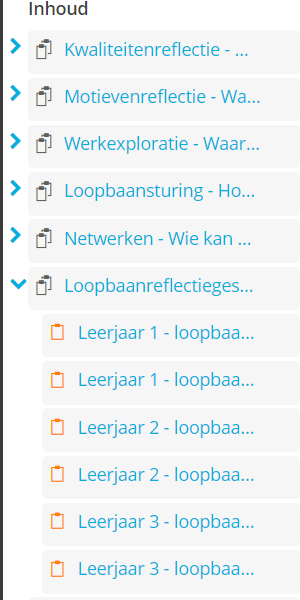 Inhoud
Kwaliteitenreflectie - ...
Motievenreflectie - Wa...
Werkexploratie - Waar...
Loopbaansturing - Ho...
Netwerken - Wie kan ...
Loopbaanreflectieges...
Leerjaar 1 - loopbaa...
Leerjaar 1 - loopbaa...
Leerjaar 2 - loopbaa...
Leerjaar 2 - loopbaa...
Leerjaar 3 - loopbaa...
Leerjaar 3 - loopbaa...